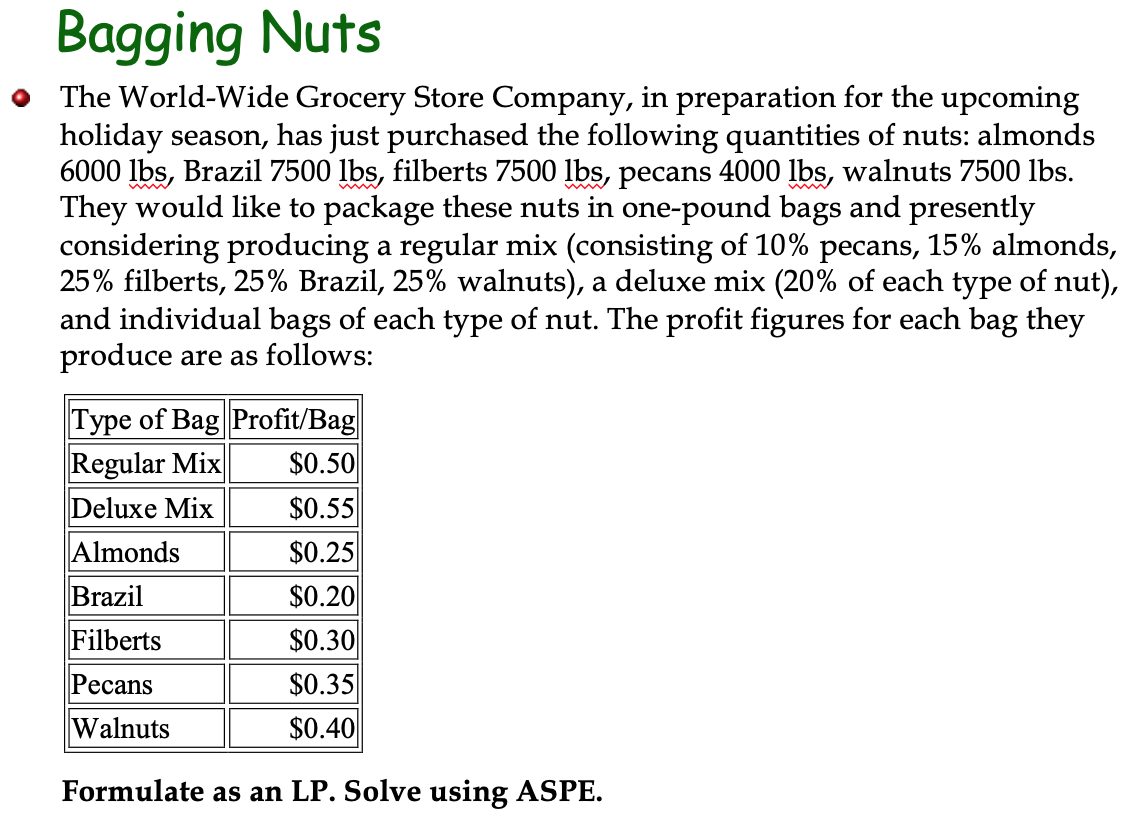 Bagging Nuts
The World-Wide Grocery Store Company, in preparation for the upcoming
holiday season, has just purchased the following quantities of nuts: almonds
6000 lbs, Brazil 7500 lbs, filberts 7500 lbs, pecans 4000 lbs, walnuts 7500 lbs.
They would like to package these nuts in one-pound bags and presently
considering producing a regular mix (consisting of 10% pecans, 15% almonds,
25% filberts, 25% Brazil, 25% walnuts), a deluxe mix (20% of each type of nut),
and individual bags of each type of nut. The profit figures for each bag they
produce are as follows:
Type of Bag Profit/Bag
Regular Mix $0.50
Deluxe Mix $0.55
Almonds $0.25
Brazil $0.20
Filberts $0.30
Pecans $0.35
Walnuts $0.40
Formulate as an LP. Solve using ASPE.